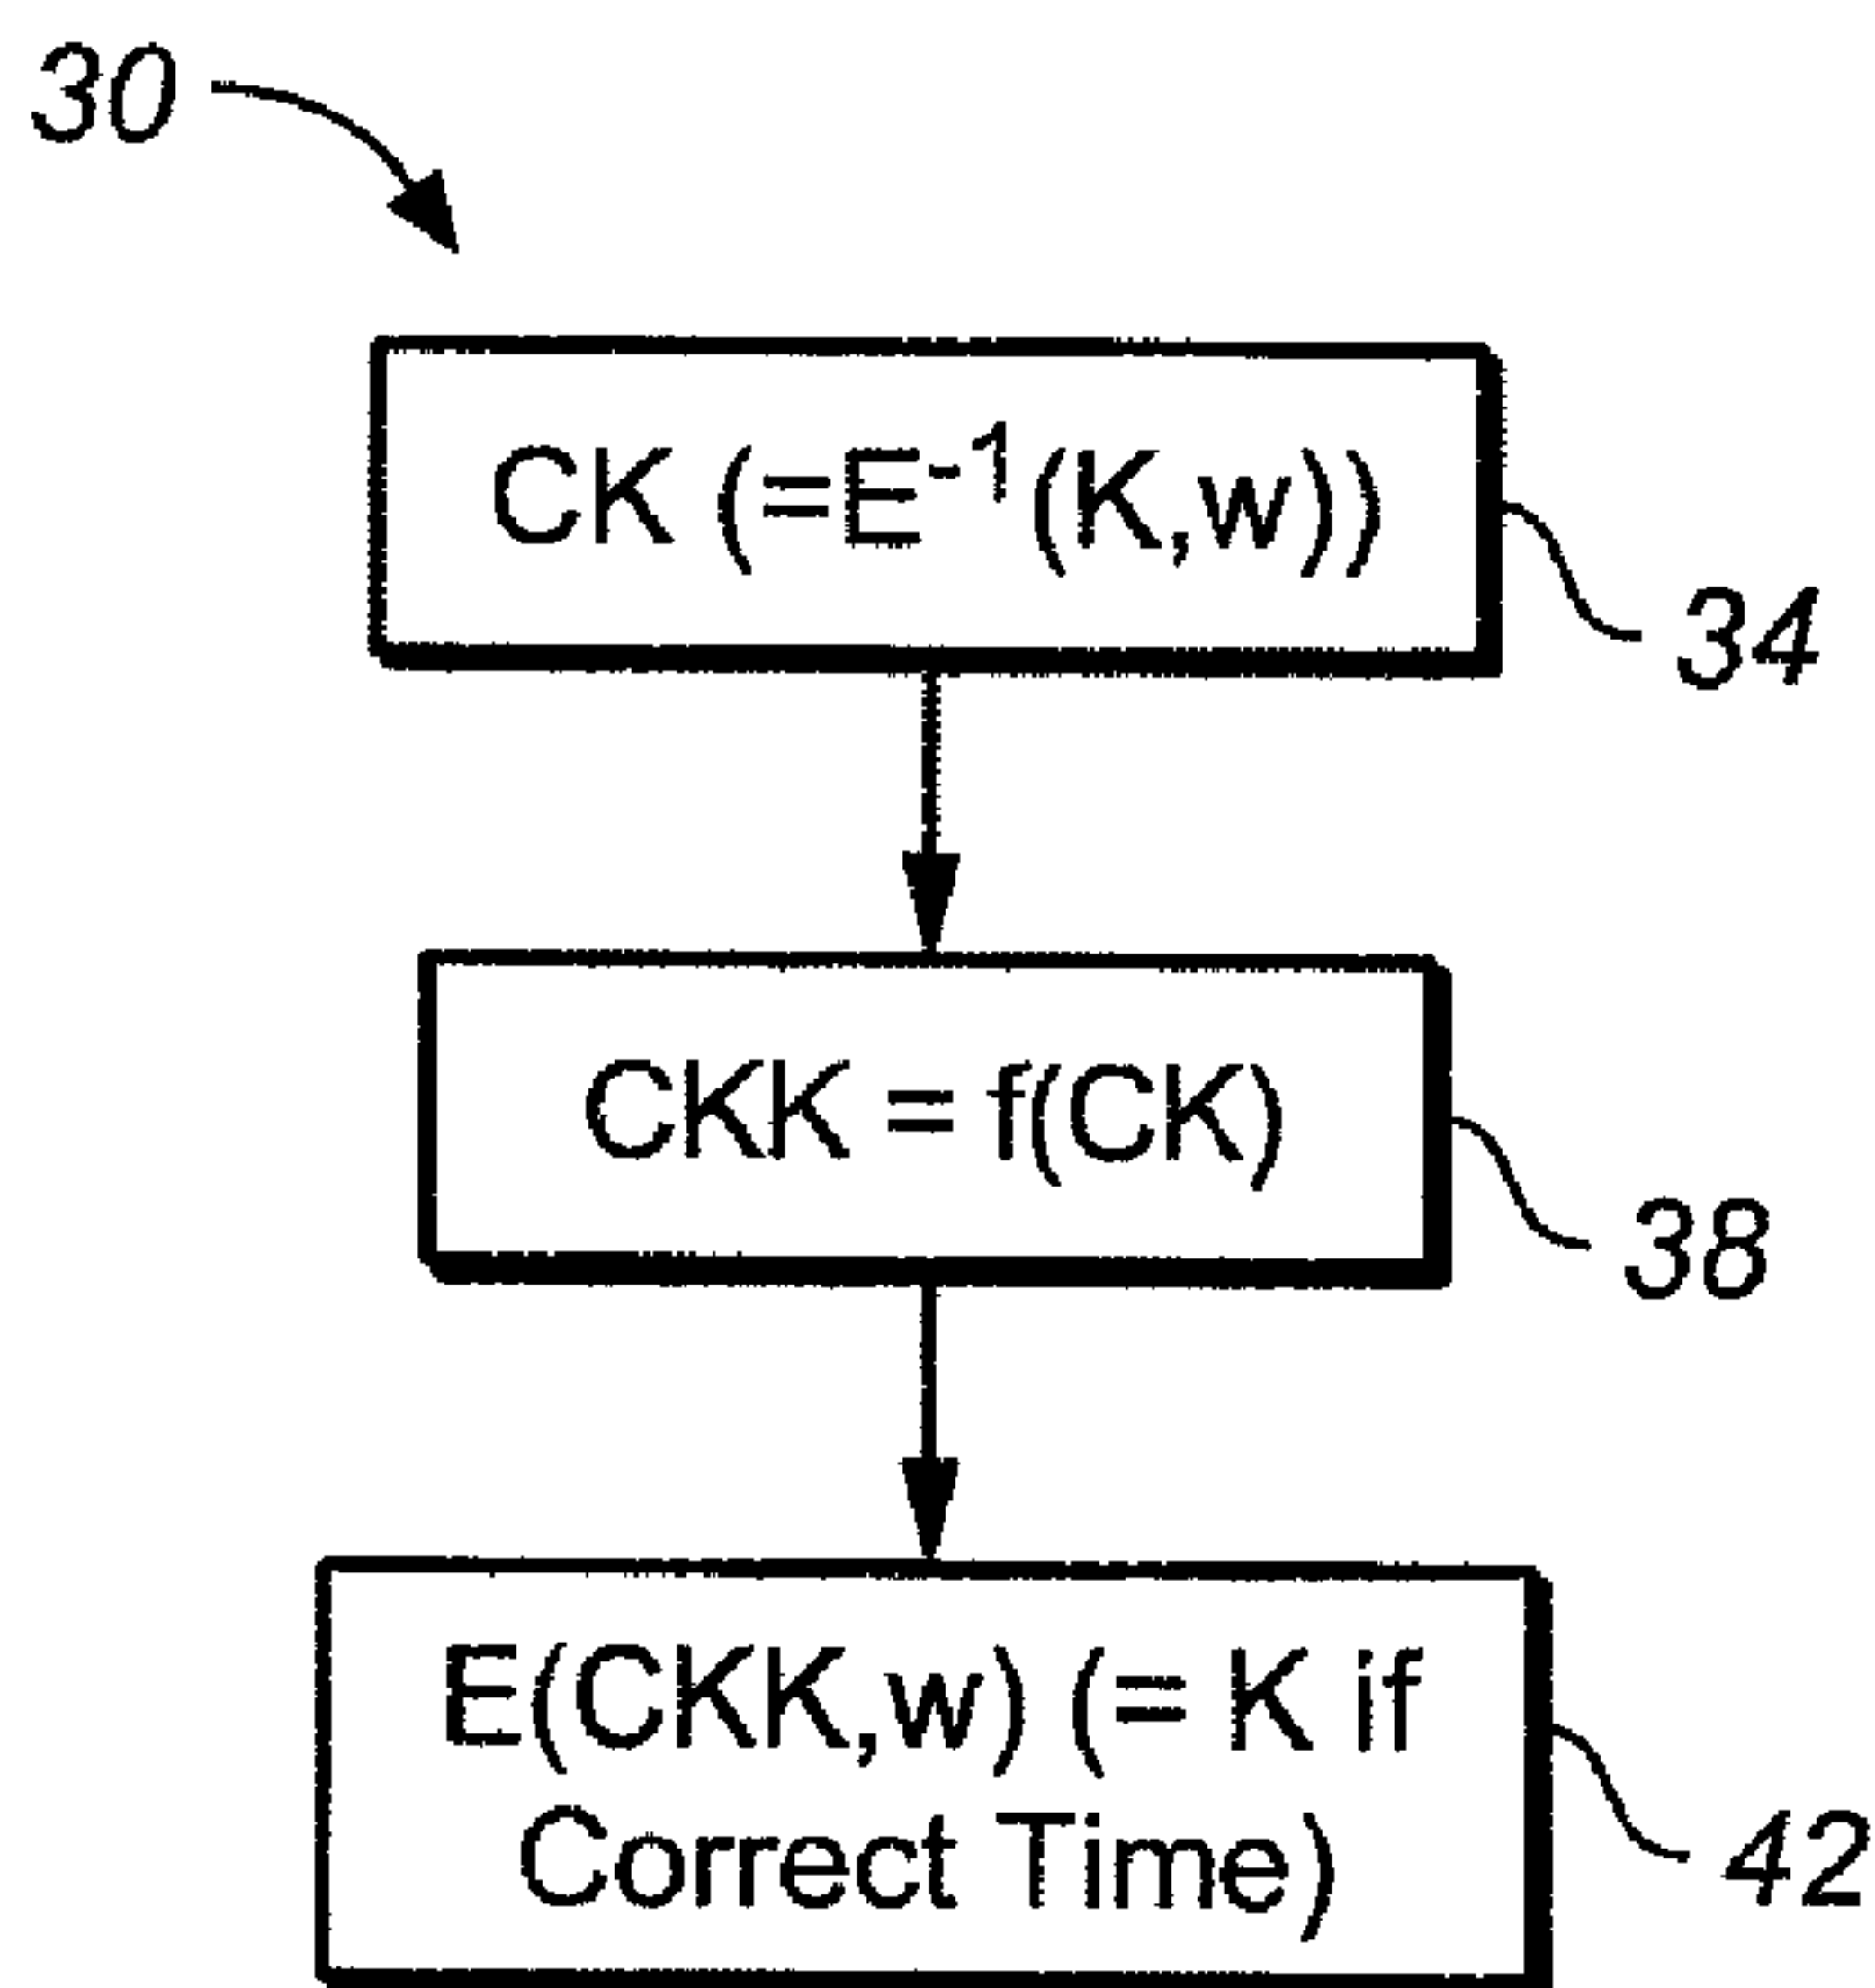 30
CK (=E⁻¹(K,w))
34
CKK = f(CK)
38
E(CKK,w) (= K if
Correct Time)
42